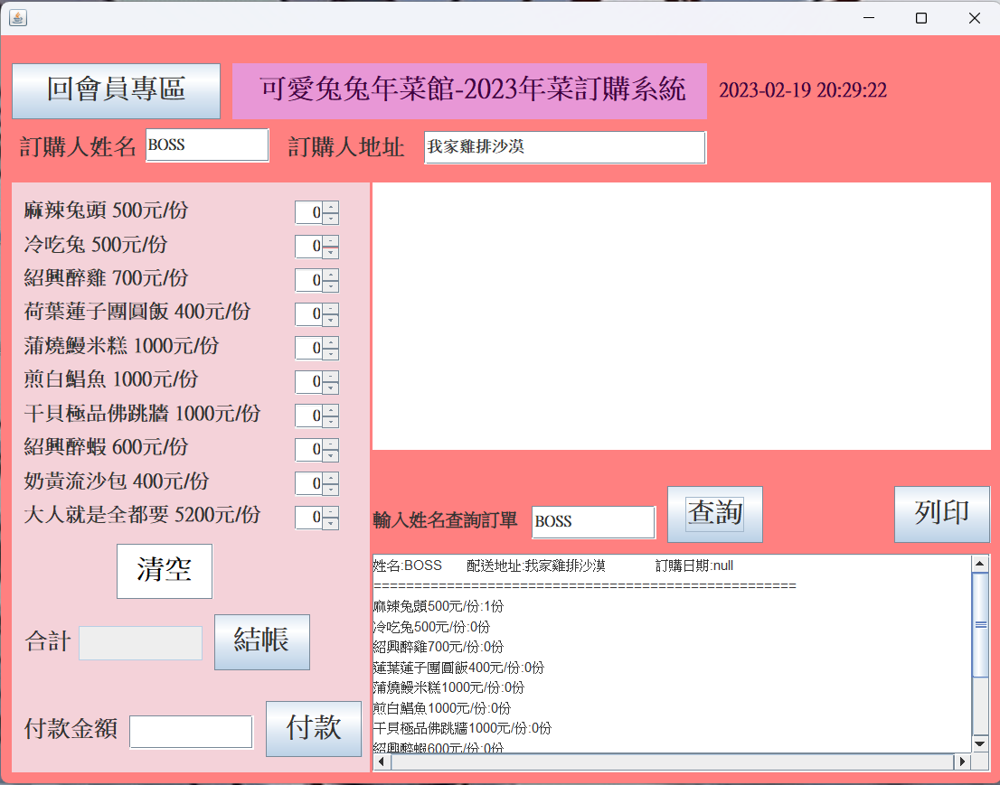 回會員專區
可愛兔兔年菜館-2023年菜訂購系統
2023-02-19 20:29:22
訂購人姓名 BOSS
訂購人地址 我家雞排沙漠
麻辣兔頭 500元/份 0
冷吃兔 500元/份 0
紹興醉雞 700元/份 0
荷葉蓮子團圓飯 400元/份 0
蒲燒鰻米糕 1000元/份 0
煎白鯧魚 1000元/份 0
干貝極品佛跳牆 1000元/份 0
紹興醉蝦 600元/份 0
奶黃流沙包 400元/份 0
大人就是全都要 5200元/份 0
清空
合計
結帳
付款金額
付款
輸入姓名查詢訂單 BOSS
查詢
列印
姓名:BOSS 配送地址:我家雞排沙漠 訂購日期:null
====================================================
麻辣兔頭500元/份:1份
冷吃兔500元/份:0份
紹興醉雞700元/份:0份
蓮葉蓮子團圓飯400元/份:0份
蒲燒鰻米糕1000元/份:0份
煎白鯧魚1000元/份:0份
干貝極品佛跳牆1000元/份:0份
紹興醉蝦600元/份:0份